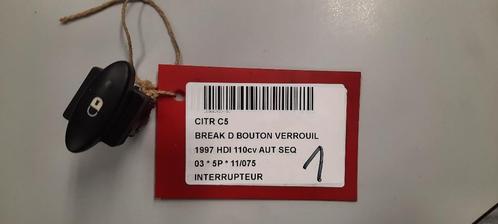 CITR C5
BREAK D BOUTON VERROUIL
1997 HDI 110cv AUT SEQ
03 * 5P * 11/075
INTERRUPTEUR
1